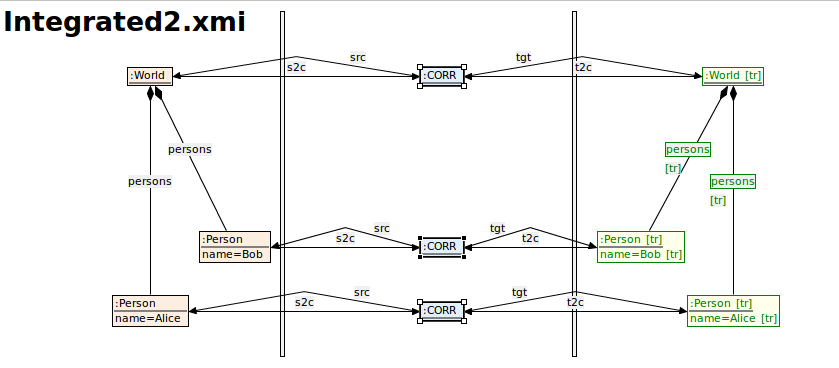 Integrated2.xmi
src
tgt
s2c
t2c
:World
:CORR
:World [tr]
persons
persons
[tr]
persons
persons
[tr]
src
tgt
:Person
name=Bob
s2c
:CORR
t2c
:Person [tr]
name=Bob [tr]
src
tgt
:Person
name=Alice
s2c
:CORR
t2c
:Person [tr]
name=Alice [tr]